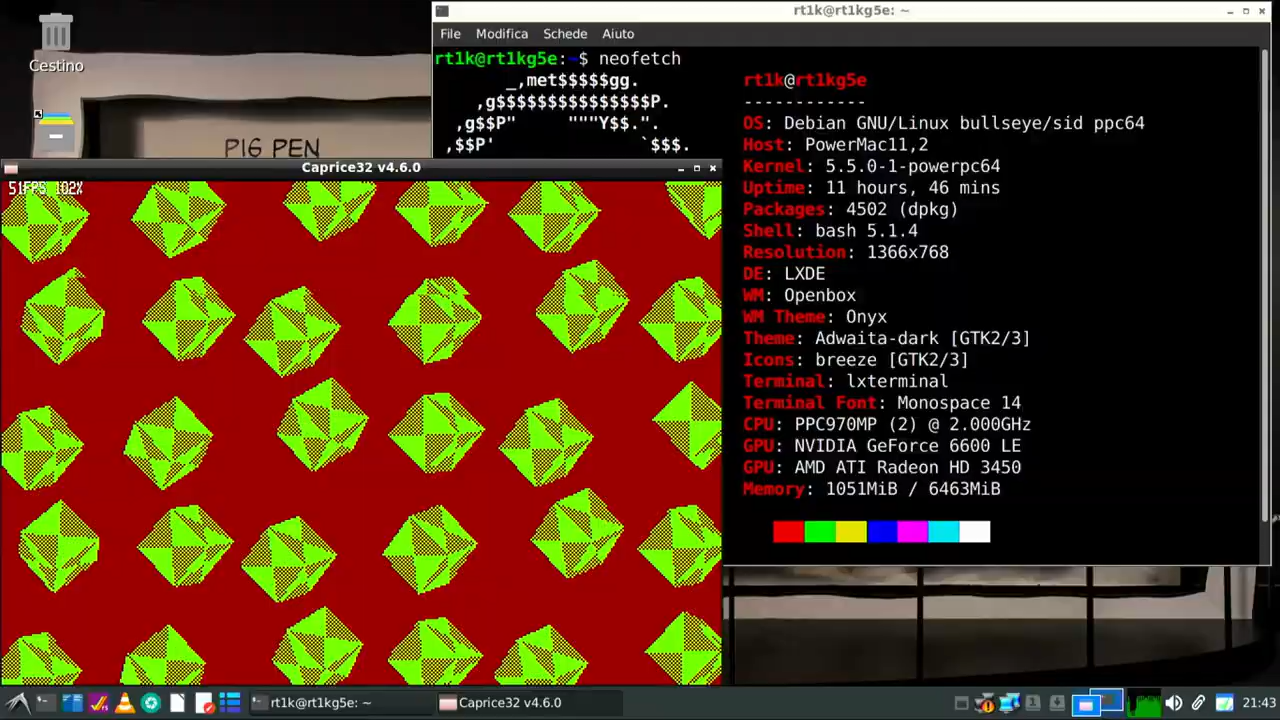 rt1k@rt1kg5e: ~
File Modifica Schede Aiuto
Cestino
rt1k@rt1kg5e:~$ neofetch
_,met$$$$$gg.
,g$$$$$$$$$$$$$$$P.
,g$$P" """Y$$.".
,$$P' `$$$.
rt1k@rt1kg5e
------------
OS: Debian GNU/Linux bullseye/sid ppc64
Host: PowerMac11,2
Kernel: 5.5.0-1-powerpc64
Uptime: 11 hours, 46 mins
Packages: 4502 (dpkg)
Shell: bash 5.1.4
Resolution: 1366x768
DE: LXDE
WM: Openbox
WM Theme: Onyx
Theme: Adwaita-dark [GTK2/3]
Icons: breeze [GTK2/3]
Terminal: lxterminal
Terminal Font: Monospace 14
CPU: PPC970MP (2) @ 2.000GHz
GPU: NVIDIA GeForce 6600 LE
GPU: AMD ATI Radeon HD 3450
Memory: 1051MiB / 6463MiB
PIG PEN
Caprice32 v4.6.0
51FPS 102%
rt1k@rt1kg5e: ~
Caprice32 v4.6.0
1
21:43